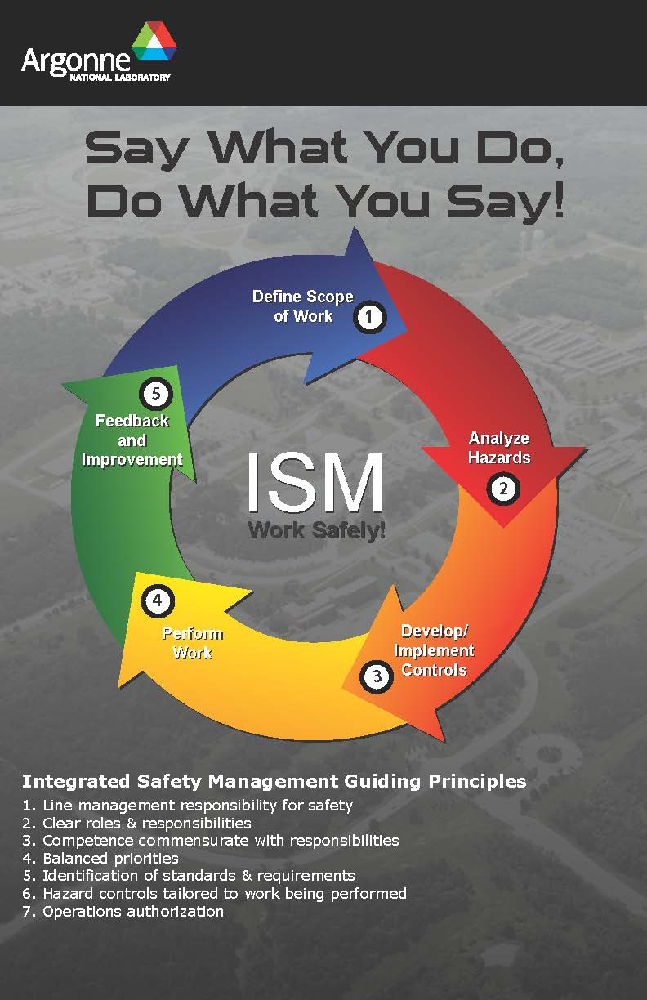 Argonne
NATIONAL LABORATORY
Say What You Do,
Do What You Say!
Define Scope
of Work
1
Analyze
Hazards
2
Develop/
Implement
Controls
3
Perform
Work
4
Feedback
and
Improvement
5
ISM
Work Safely!
Integrated Safety Management Guiding Principles
1. Line management responsibility for safety
2. Clear roles & responsibilities
3. Competence commensurate with responsibilities
4. Balanced priorities
5. Identification of standards & requirements
6. Hazard controls tailored to work being performed
7. Operations authorization